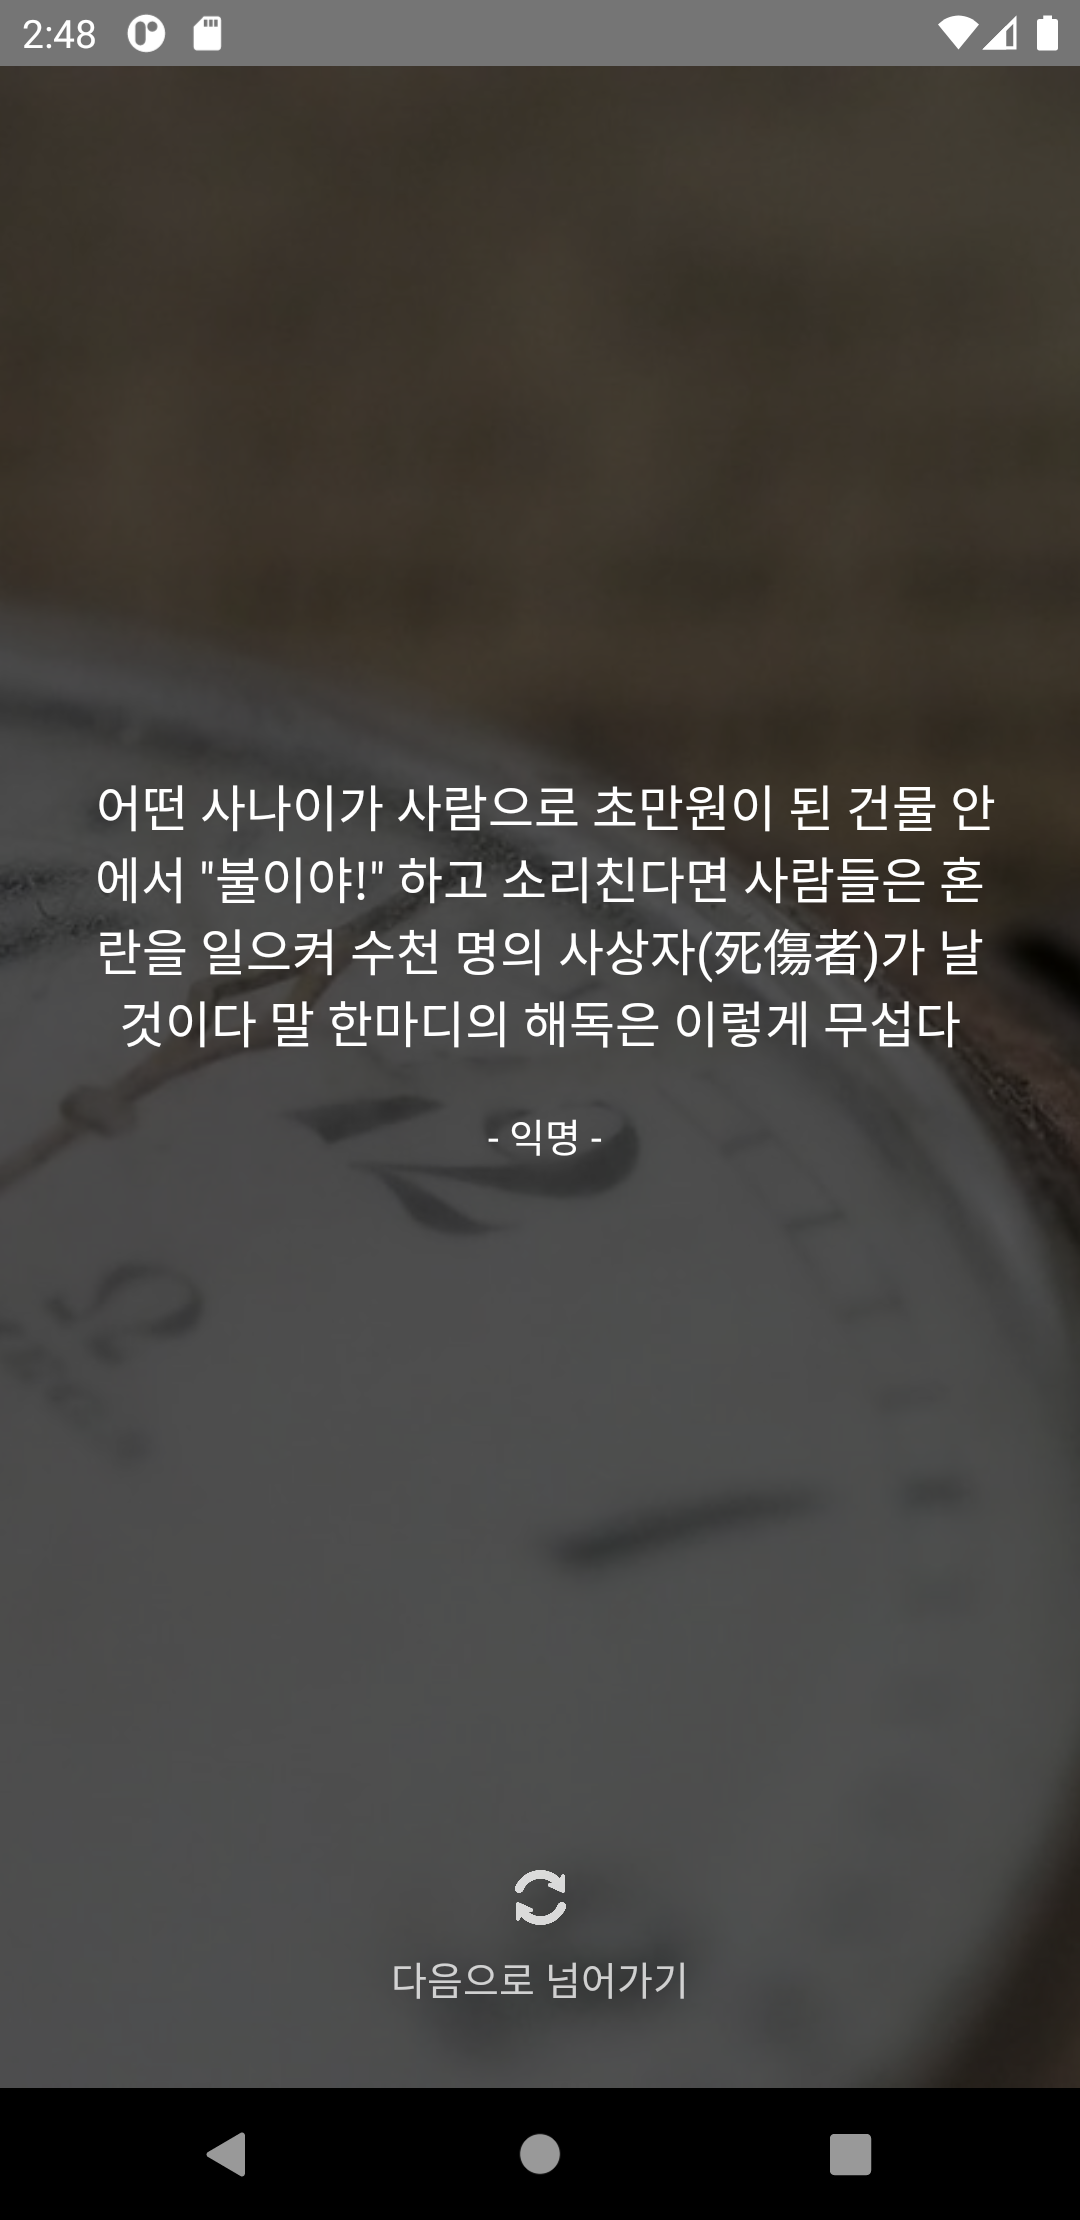 2:48
어떤 사나이가 사람으로 초만원이 된 건물 안
에서 "불이야!" 하고 소리친다면 사람들은 혼
란을 일으켜 수천 명의 사상자(死傷者)가 날
것이다 말 한마디의 해독은 이렇게 무섭다
- 익명 -
12
다음으로 넘어가기